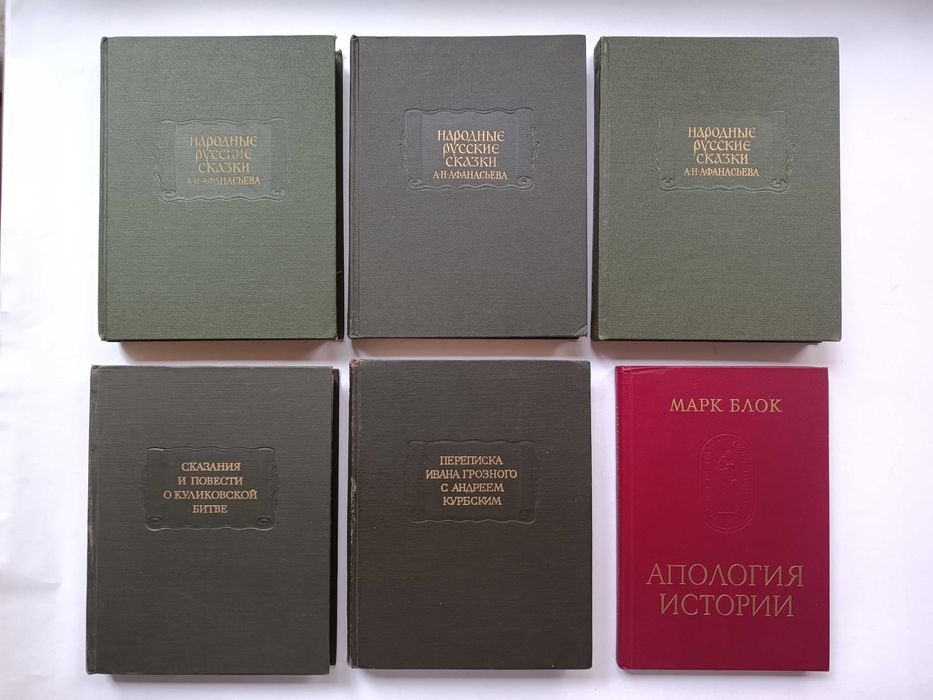 НАРОДНЫЕ
РУССКИЕ
СКАЗКИ
А·Н·АФАНАСЬЕВА
НАРОДНЫЕ
РУССКИЕ
СКАЗКИ
А·Н·АФАНАСЬЕВА
НАРОДНЫЕ
РУССКИЕ
СКАЗКИ
А·Н·АФАНАСЬЕВА
СКАЗАНИЯ
И ПОВЕСТИ
О КУЛИКОВСКОЙ
БИТВЕ
ПЕРЕПИСКА
ИВАНА ГРОЗНОГО
С АНДРЕЕМ
КУРБСКИМ
МАРК БЛОК
АПОЛОГИЯ
ИСТОРИИ